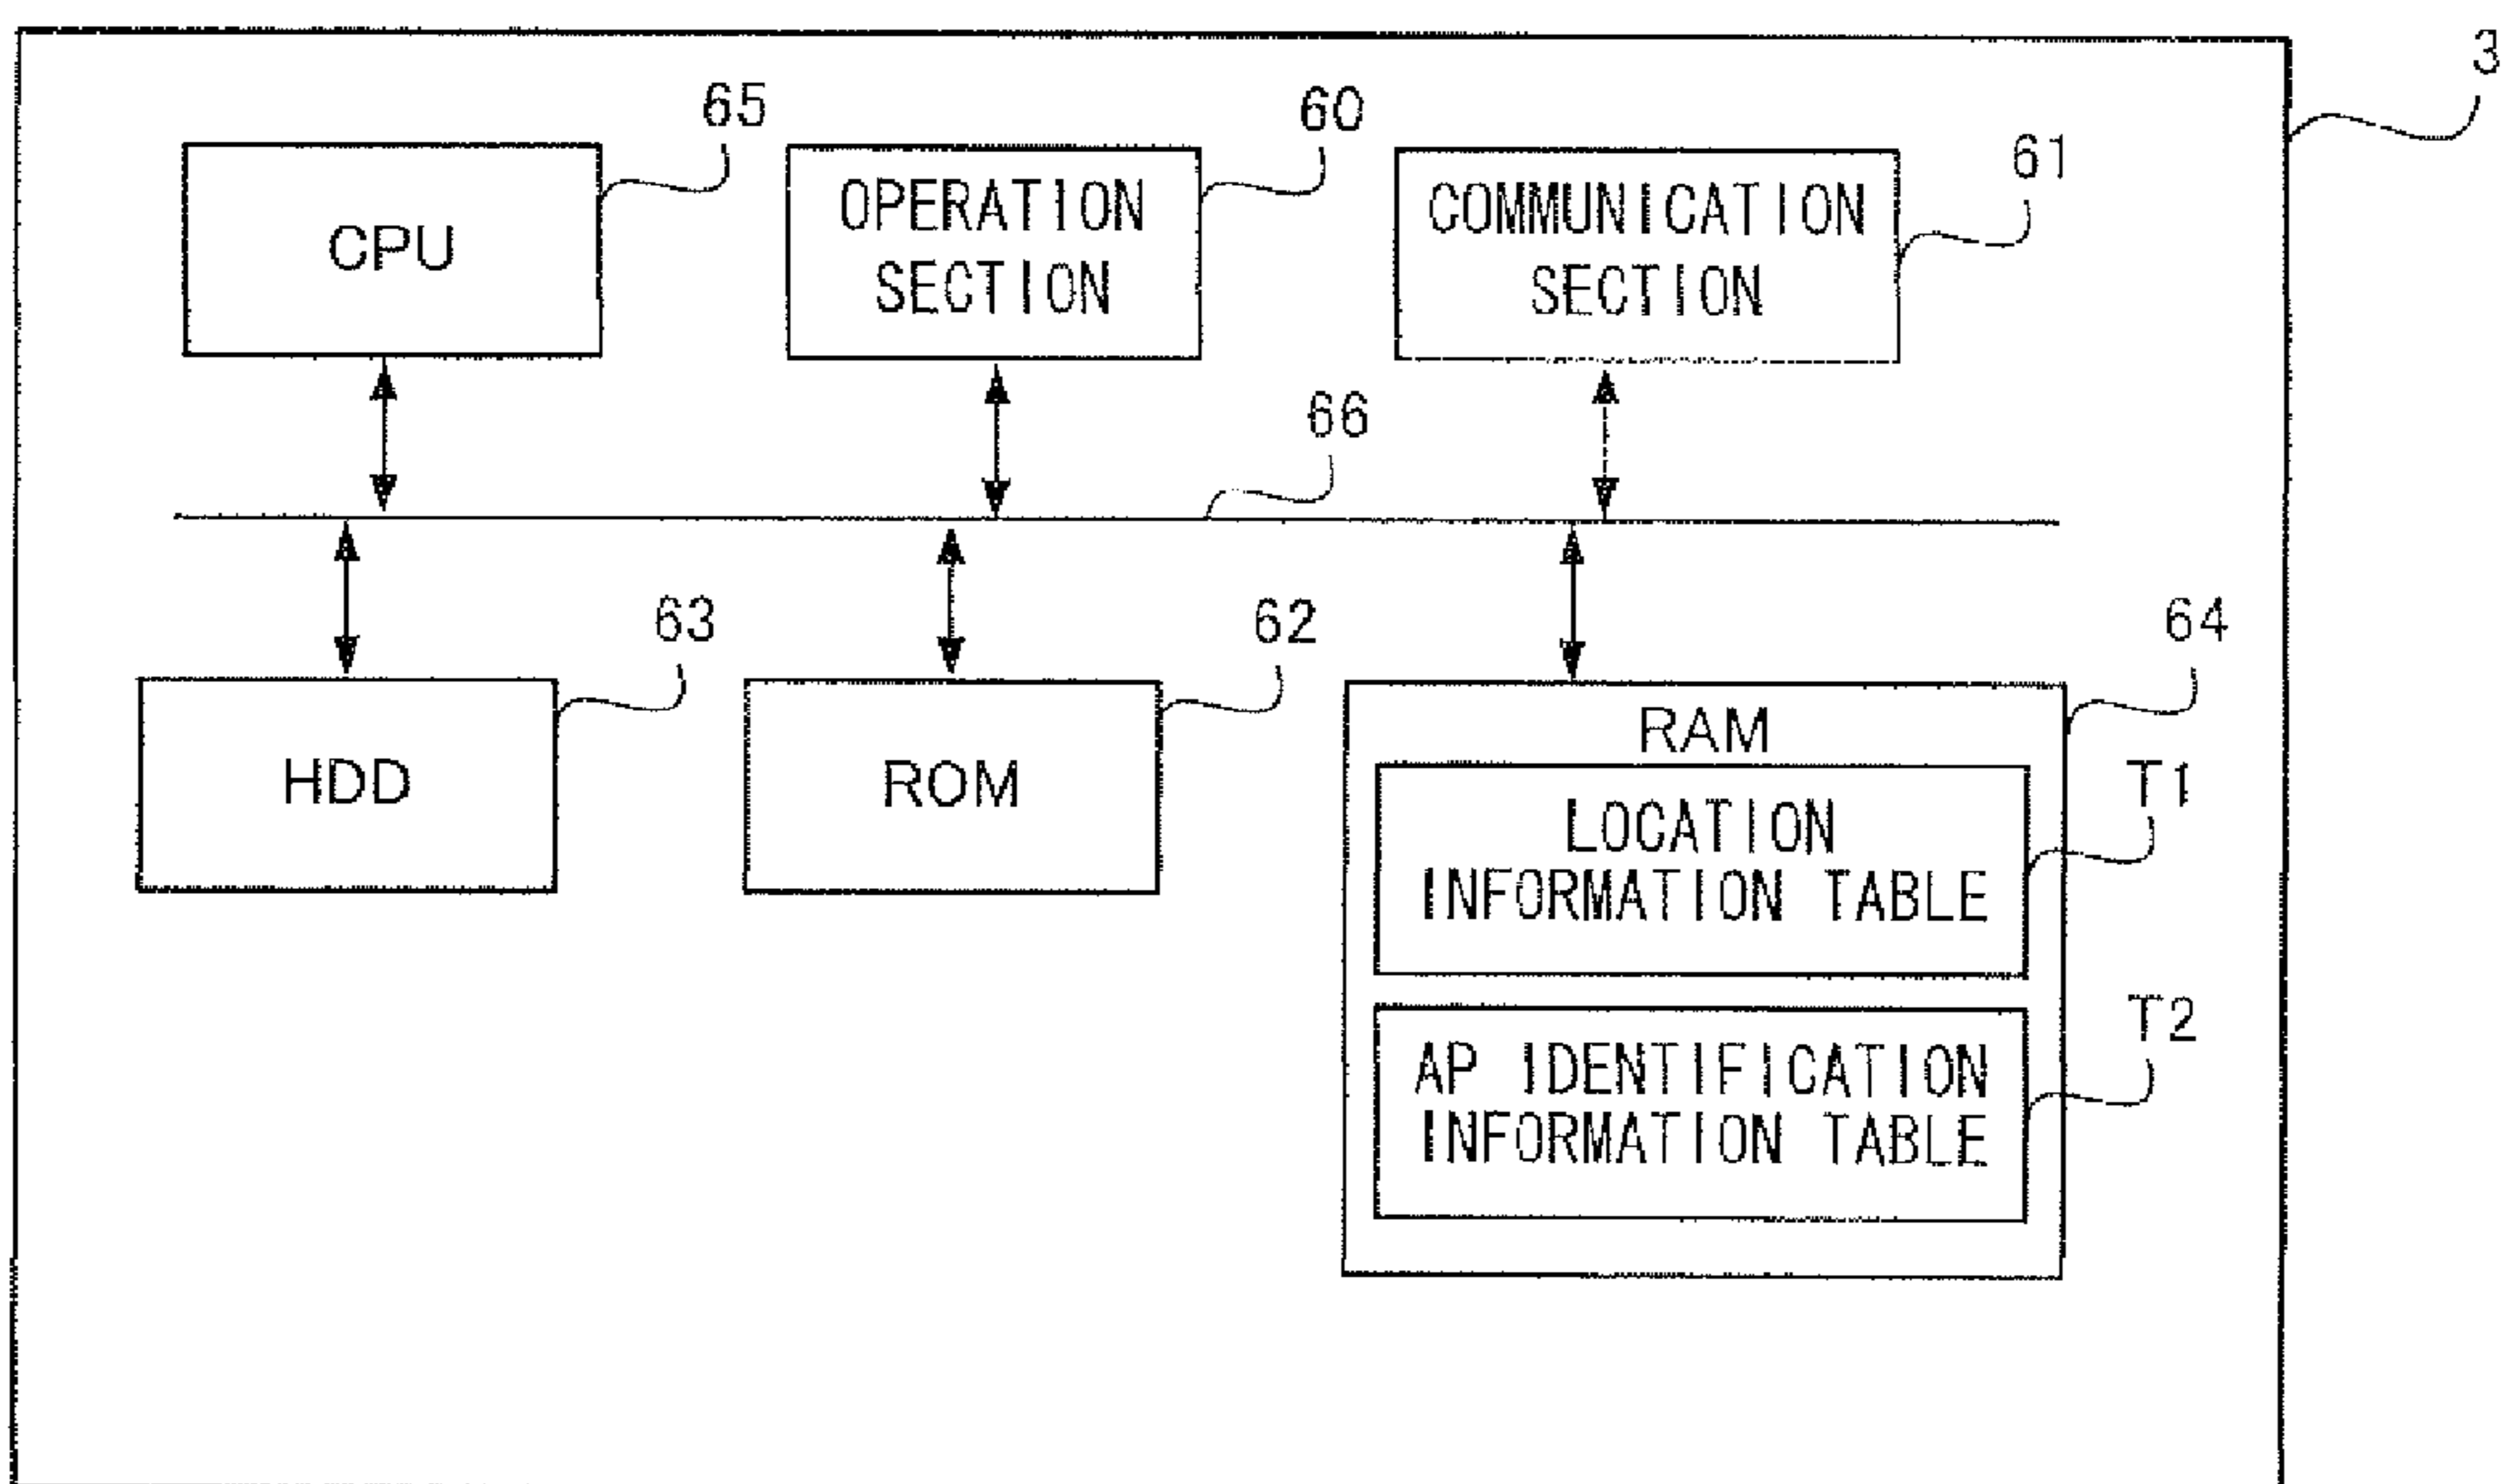 3
65
60
61
CPU
OPERATION
SECTION
COMMUNICATION
SECTION
66
63
62
64
HDD
ROM
RAM
T1
LOCATION
INFORMATION TABLE
T2
AP IDENTIFICATION
INFORMATION TABLE